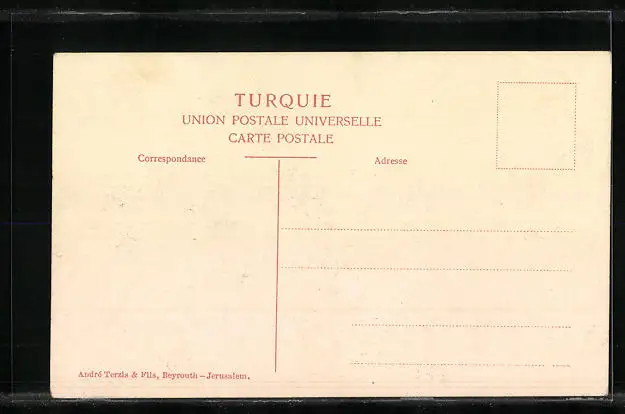 TURQUIE
UNION POSTALE UNIVERSELLE
CARTE POSTALE
Correspondance
Adresse
André Terzis & Fils, Beyrouth — Jerusalem.